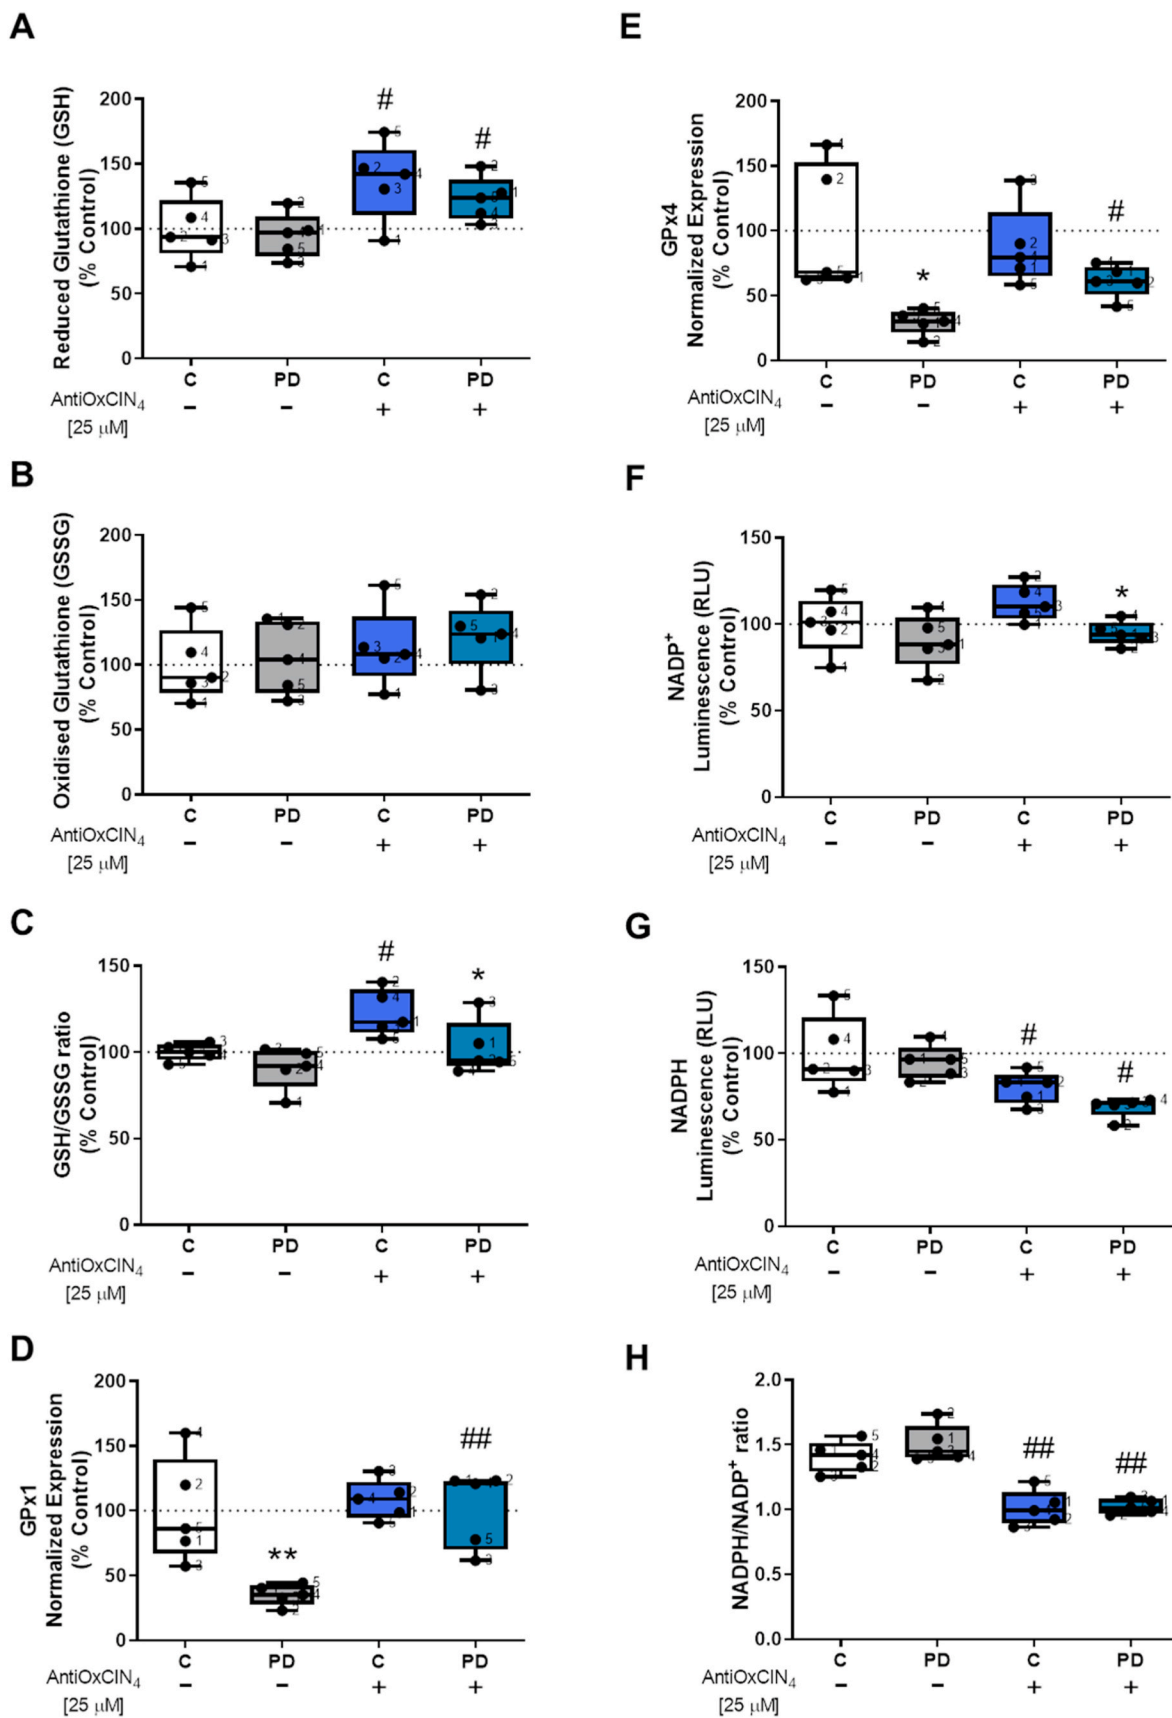 A
Reduced Glutathione (GSH)
(% Control)
200
150
100
50
0
#
#
C PD C PD
AntiOxCIN4
[25 µM]
− − + +
B
Oxidised Glutathione (GSSG)
(% Control)
200
150
100
50
0
C PD C PD
AntiOxCIN4
[25 µM]
− − + +
C
GSH/GSSG ratio
(% Control)
150
100
50
0
#
*
C PD C PD
AntiOxCIN4
[25 µM]
− − + +
D
GPx1
Normalized Expression
(% Control)
200
150
100
50
0
**
##
C PD C PD
AntiOxCIN4
[25 µM]
− − + +
E
GPx4
Normalized Expression
(% Control)
200
150
100
50
0
*
#
C PD C PD
AntiOxCIN4
[25 µM]
− − + +
F
NADP+
Luminescence (RLU)
(% Control)
150
100
50
0
*
C PD C PD
AntiOxCIN4
[25 µM]
− − + +
G
NADPH
Luminescence (RLU)
(% Control)
150
100
50
0
#
#
C PD C PD
AntiOxCIN4
[25 µM]
− − + +
H
NADPH/NADP+ ratio
2.0
1.5
1.0
0.5
0.0
##
##
C PD C PD
AntiOxCIN4
[25 µM]
− − + +